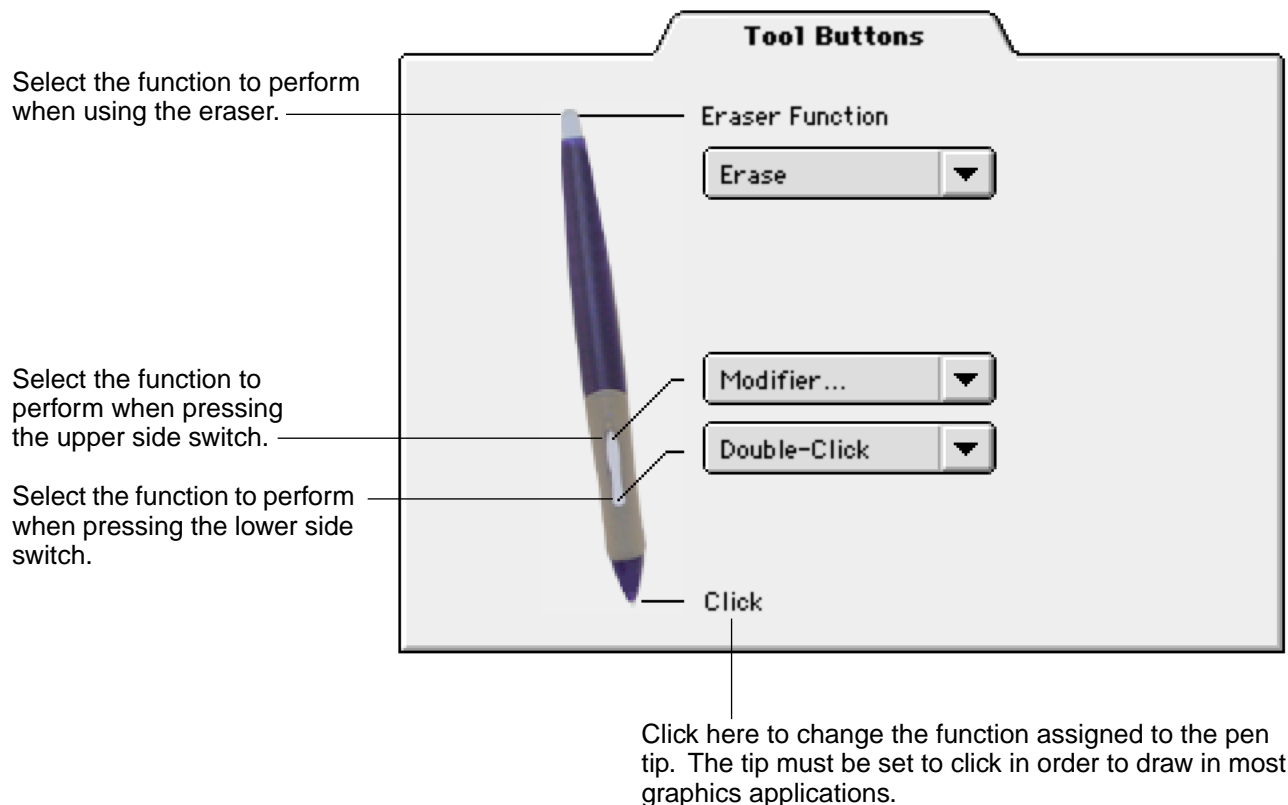 Tool Buttons
Select the function to perform
when using the eraser.
Eraser Function
Erase
Select the function to
perform when pressing
the upper side switch.
Modifier...
Double-Click
Select the function to perform
when pressing the lower side
switch.
Click
Click here to change the function assigned to the pen
tip.  The tip must be set to click in order to draw in most
graphics applications.